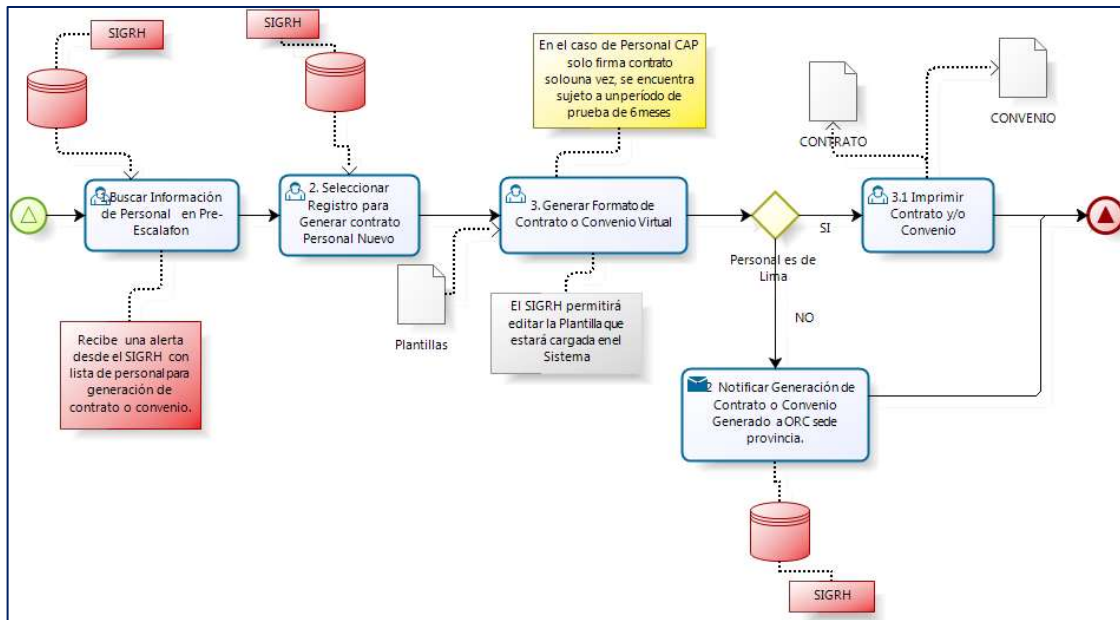 SIGRH
SIGRH
En el caso de Personal CAP
solo firma contrato
solouna vez, se encuentra
sujeto a unperíodo de
prueba de 6meses
CONTRATO
CONVENIO
1.Buscar Información
de Personal en Pre-
Escalafon
2. Seleccionar
Registro para
Generar contrato
Personal Nuevo
3. Generar Formato de
Contrato o Convenio Virtual
Personal es de
Lima
SI
3.1 Imprimir
Contrato y/o
Convenio
Plantillas
NO
Recibe una alerta
desde el SIGRH con
lista de personalpara
generación de
contrato o convenio.
El SIGRH permitirá
editar la Plantilla que
estará cargada enel
Sistema
2 Notificar Generación de
Contrato o Convenio
Generado a ORC sede
provincia.
SIGRH